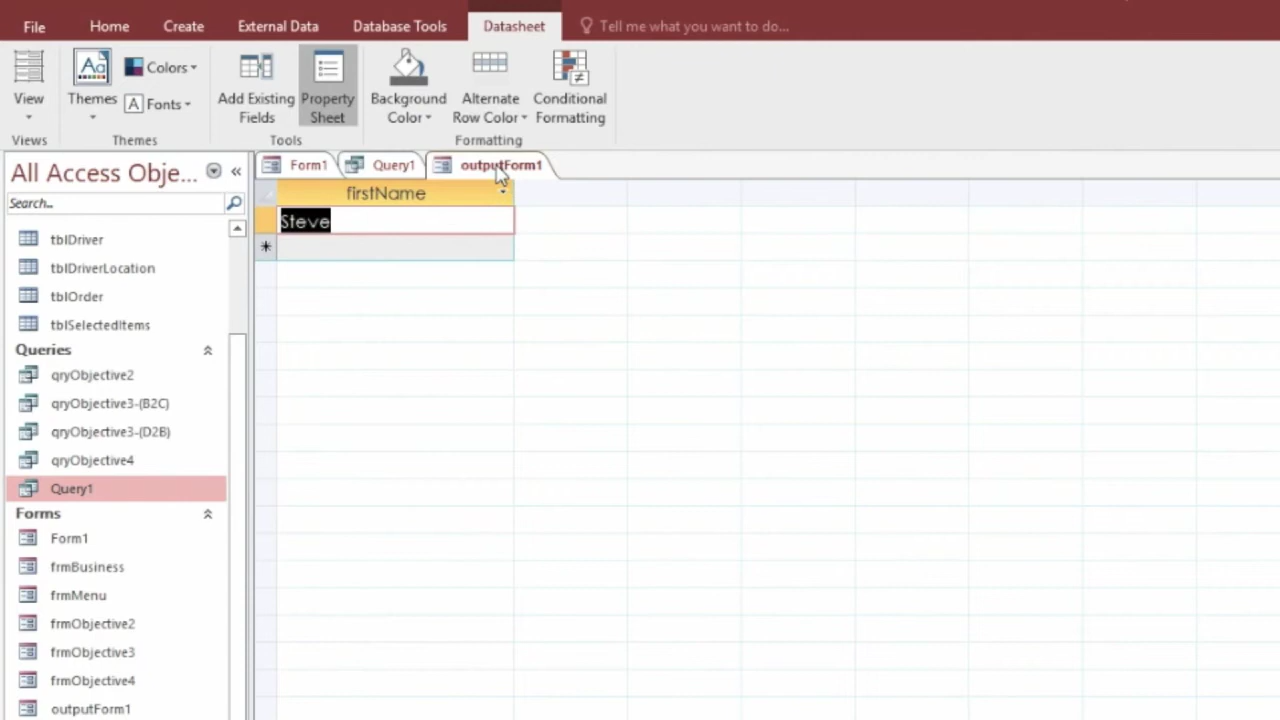 File Home Create External Data Database Tools Datasheet Tell me what you want to do...
View Themes Colors Fonts Add Existing Fields Property Sheet Background Color Alternate Row Color Conditional Formatting
Views Themes Tools Formatting
All Access Obje... Form1 Query1 outputForm1
Search... firstName
Steve
tblDriver
tblDriverLocation
tblOrder
tblSelectedItems
Queries
qryObjective2
qryObjective3-(B2C)
qryObjective3-(D2B)
qryObjective4
Query1
Forms
Form1
frmBusiness
frmMenu
frmObjective2
frmObjective3
frmObjective4
outputForm1